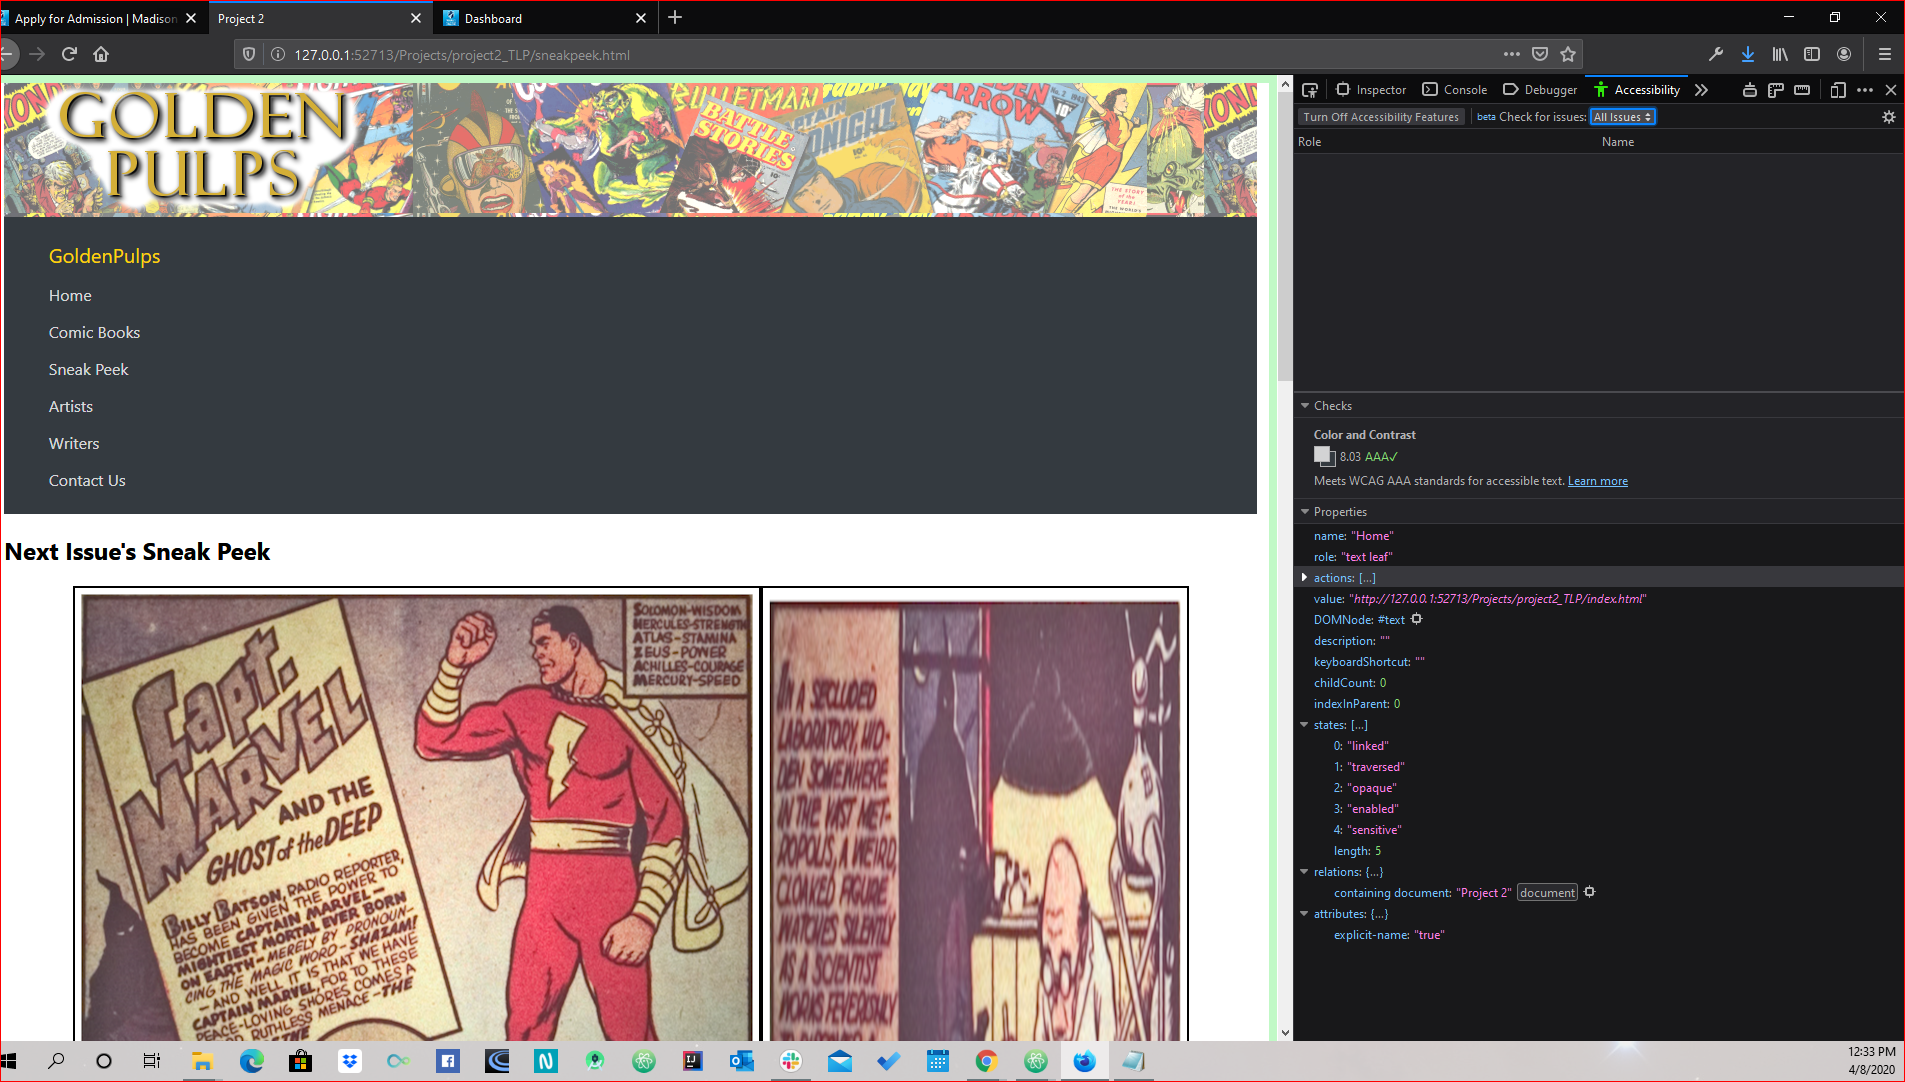 Apply for Admission | Madison
Project 2
Dashboard
127.0.0.1:52713/Projects/project2_TLP/sneakpeek.html
GOLDEN
PULPS
BULLETMAN
BATTLE
STORIES
ARROW
GoldenPulps
Home
Comic Books
Sneak Peek
Artists
Writers
Contact Us
Next Issue's Sneak Peek
Capt.
MARVEL
AND THE
GHOST of the DEEP
BILLY BATSON, RADIO REPORTER,
HAS BEEN GIVEN THE POWER TO
BECOME CAPTAIN MARVEL-
MIGHTIEST MORTAL EVER BORN
ON EARTH-MERELY BY PRONOUN-
CING THE MAGIC WORD-SHAZAM!
-AND WELL IT IS THAT WE HAVE
CAPTAIN MARVEL, FOR TO THESE
PEACE-LOVING SHORES COMES A
RUTHLESS MENACE-THE
SOLOMON-WISDOM
HERCULES-STRENGTH
ATLAS-STAMINA
ZEUS-POWER
ACHILLES-COURAGE
MERCURY-SPEED
IN A SECLUDED
LABORATORY, HID-
DEN SOMEWHERE
IN THE VAST MET-
ROPOLIS, A WEIRD,
CLOAKED FIGURE
WATCHES SILENTLY
AS A SCIENTIST
WORKS FEVERISHLY
Inspector
Console
Debugger
Accessibility
Turn Off Accessibility Features
beta Check for issues: All Issues
Role
Name
Checks
Color and Contrast
8.03 AAA✓
Meets WCAG AAA standards for accessible text. Learn more
Properties
name: "Home"
role: "text leaf"
actions: […]
value: "http://127.0.0.1:52713/Projects/project2_TLP/index.html"
DOMNode: #text
description: ""
keyboardShortcut: ""
childCount: 0
indexInParent: 0
states: […]
0: "linked"
1: "traversed"
2: "opaque"
3: "enabled"
4: "sensitive"
length: 5
relations: {…}
containing document: "Project 2" document
attributes: {…}
explicit-name: "true"
12:33 PM
4/8/2020